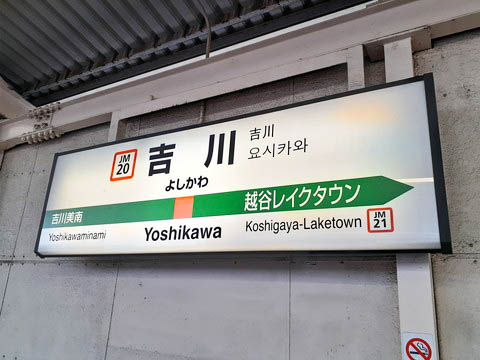 JM
20
吉川
よしかわ
吉川
요시카와
吉川美南
越谷レイクタウン
Yoshikawaminami
Yoshikawa
Koshigaya-Laketown
JM
21